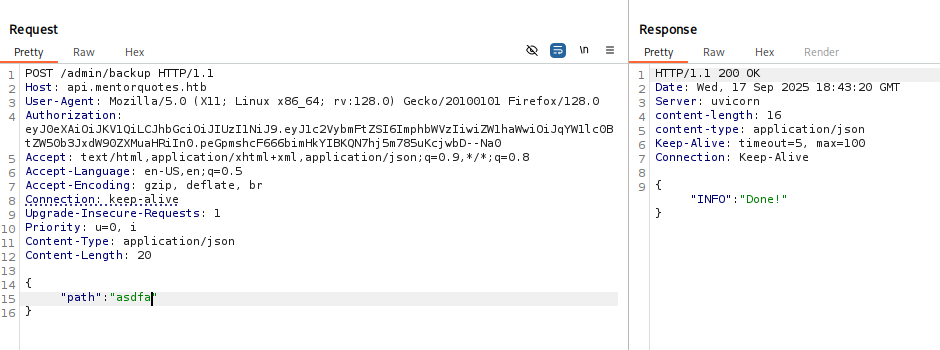 Request
Pretty Raw Hex
\n
1 POST /admin/backup HTTP/1.1
2 Host: api.mentorquotes.htb
3 User-Agent: Mozilla/5.0 (X11; Linux x86_64; rv:128.0) Gecko/20100101 Firefox/128.0
4 Authorization:
eyJ0eXAiOiJKV1QiLCJhbGciOiJIUzI1NiJ9.eyJ1c2VybmFtZSI6ImphbWVzIiwiZW1haWwiOiJqYW1lc0B
tZW50b3JxdW90ZXMuaHRiIn0.peGpmshcF666bimHkYIBKQN7hj5m785uKcjwbD--Na0
5 Accept: text/html,application/xhtml+xml,application/json;q=0.9,*/*;q=0.8
6 Accept-Language: en-US,en;q=0.5
7 Accept-Encoding: gzip, deflate, br
8 Connection: keep-alive
9 Upgrade-Insecure-Requests: 1
10 Priority: u=0, i
11 Content-Type: application/json
12 Content-Length: 20
13
14 {
15 "path":"asdfa"
16 }
Response
Pretty Raw Hex Render
1 HTTP/1.1 200 OK
2 Date: Wed, 17 Sep 2025 18:43:20 GMT
3 Server: uvicorn
4 content-length: 16
5 content-type: application/json
6 Keep-Alive: timeout=5, max=100
7 Connection: Keep-Alive
8
9 {
"INFO":"Done!"
}